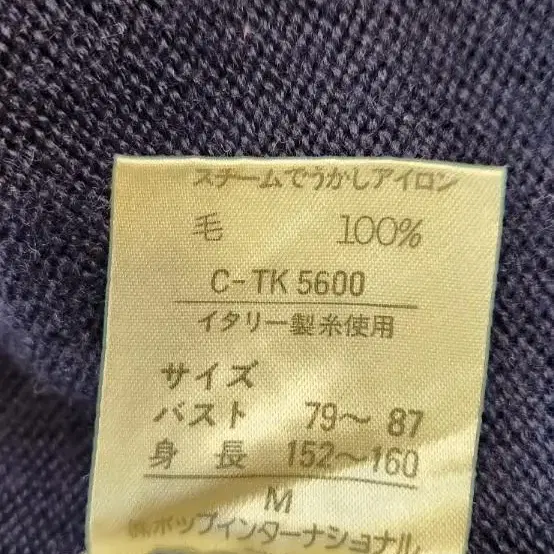 スチームでうかしアイロン
毛 100%
C-TK 5600
イタリー製糸使用
サイズ
バスト 79〜87
身長 152〜160
M
㈱ポップインターナショナル